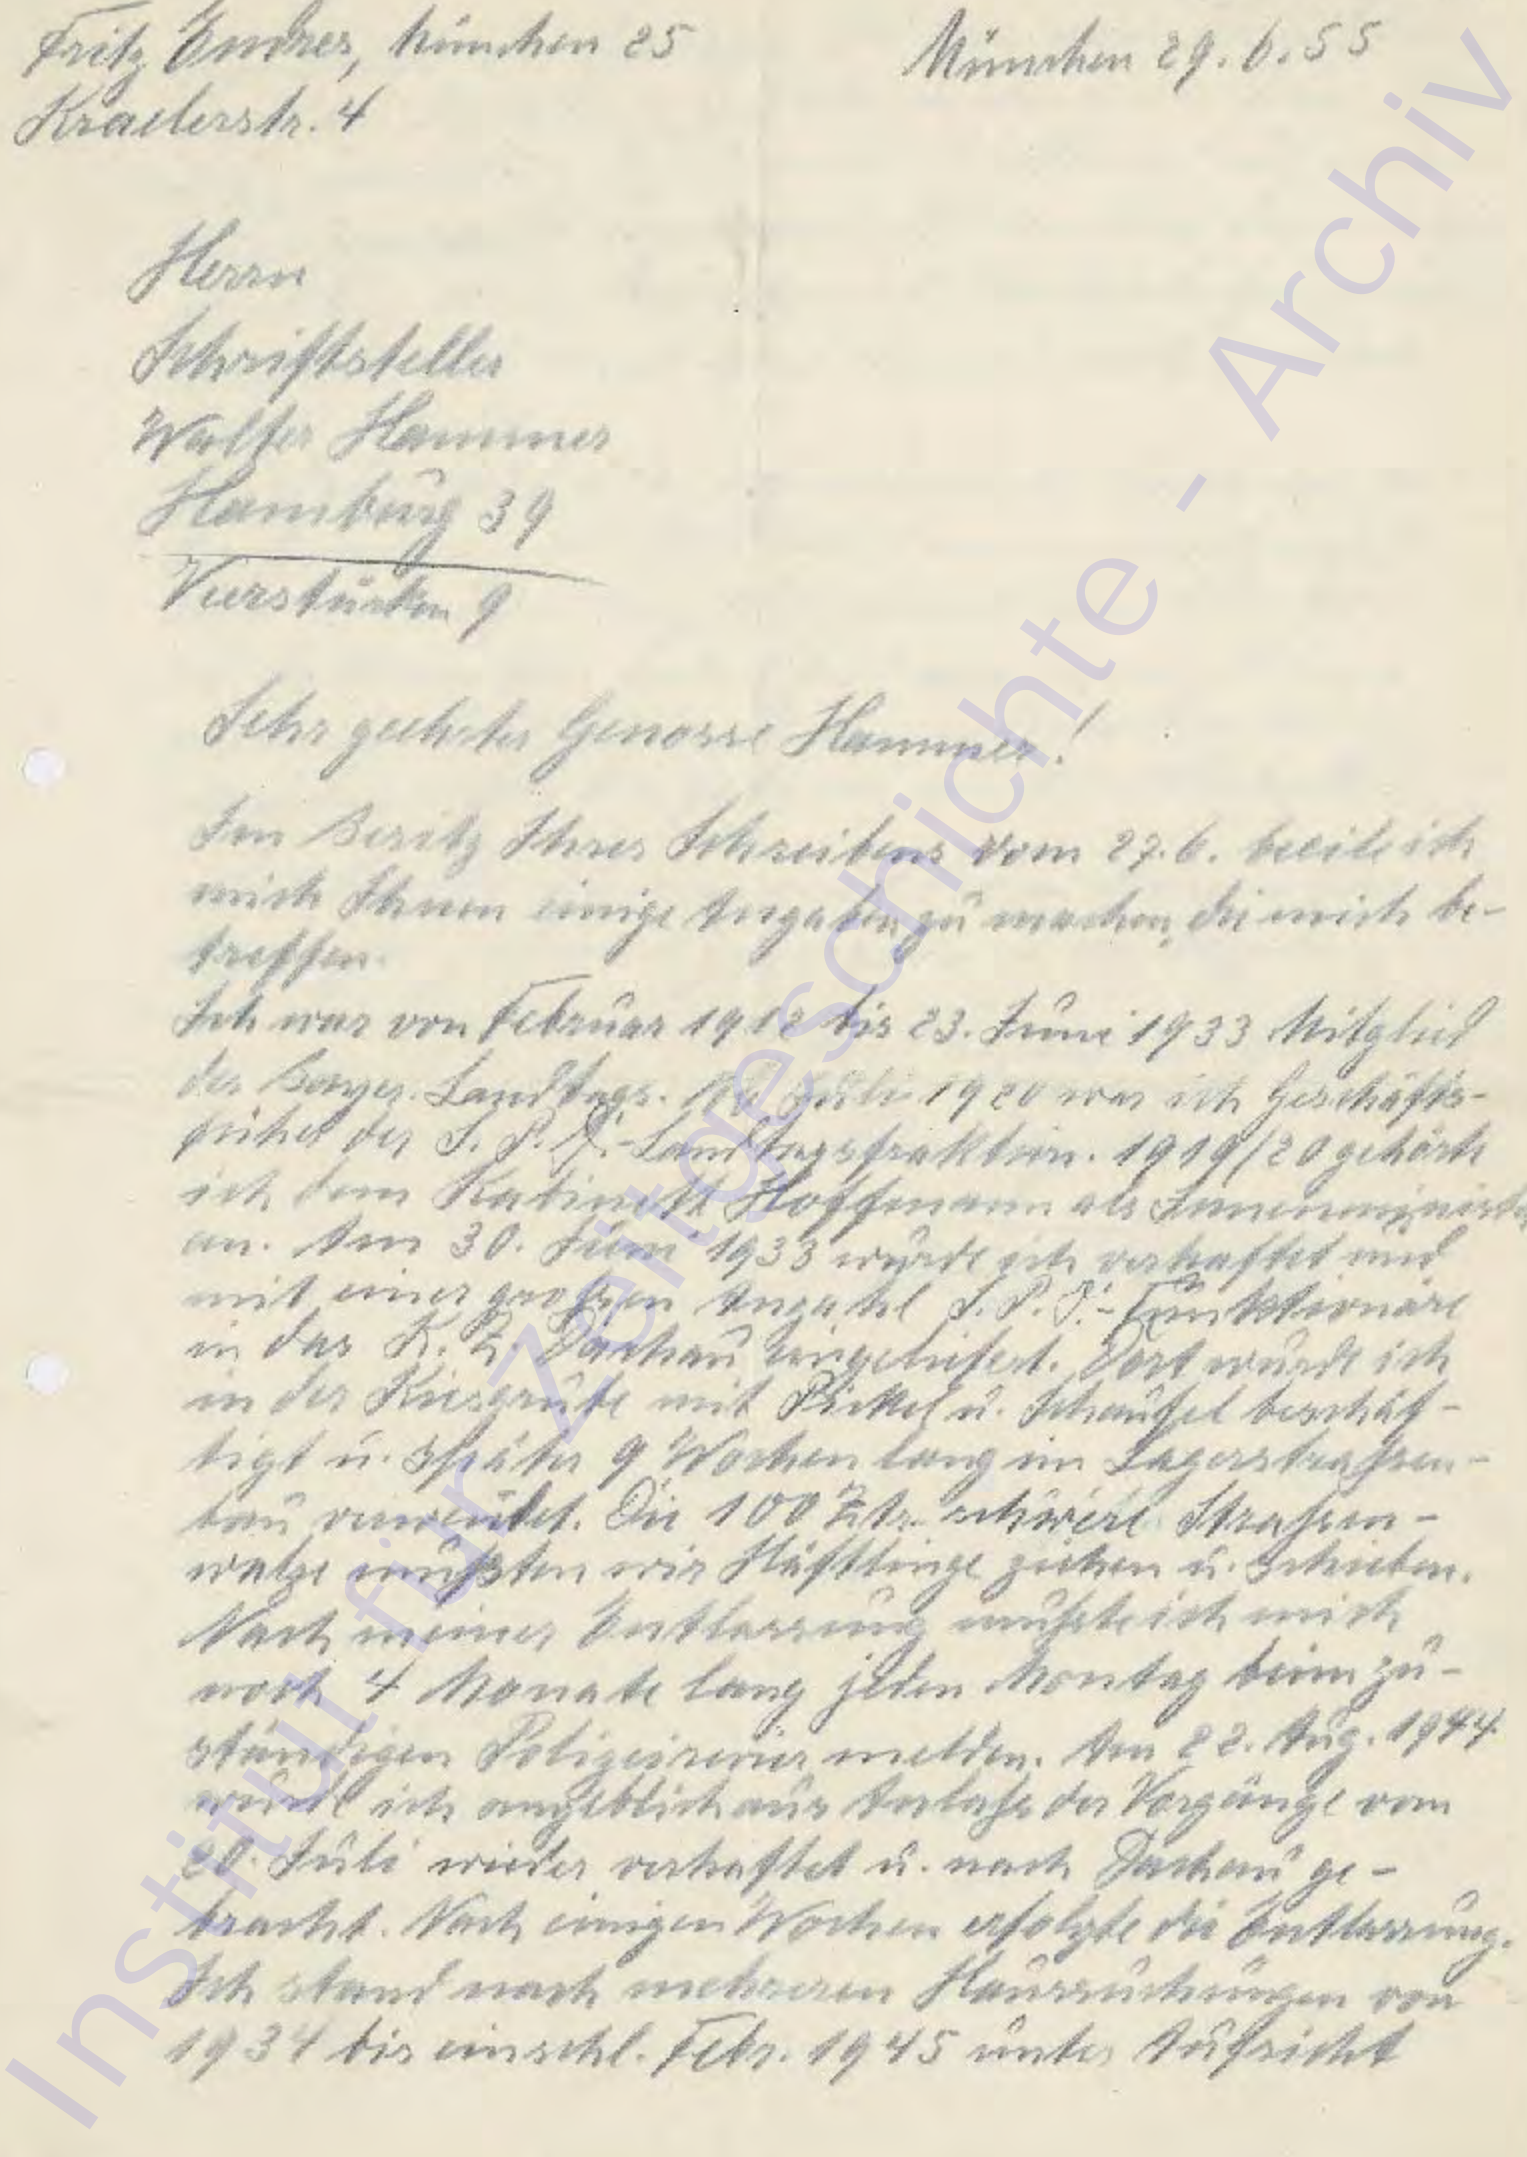 Fritz Endres, München 25
München 29.6.55
Kraelerstr. 4
Herrn
Schriftsteller
Walter Hammer
Hamburg 39
Vierstücken 9
Sehr geehrter Genosse Hammer!
Im Besitz Ihres Schreibens vom 27.6. beeile ich
mich Ihnen einige Angaben zu machen, die mich be-
treffen.
Ich war von Februar 1912 bis 23. Juni 1933 Mitglied
des Bayer. Landtags. Ab Juli 1920 war ich Geschäfts-
führer der S.P.D.-Landtagsfraktion. 1919/20 gehörte
ich dem Kabinett Hoffmann als Innenminister
an. Am 30. Juni 1933 wurde ich verhaftet und
mit einer großen Anzahl S.P.D.-Funktionäre
in das K.Z. Dachau eingeliefert. Dort wurde ich
in der Kiesgrube mit Pickel u. Schaufel beschäf-
tigt u. später 9 Wochen lang im Lagerstraßen-
bau verwendet. Die 100 Ztr. schwere Straßen-
walze mußten wir Häftlinge ziehen u. schieben.
Nach meiner Entlassung mußte ich mich
noch 4 Monate lang jeden Montag beim zu-
ständigen Polizeirevier melden. Am 22. Aug. 1944
wurde ich angeblich aus Anlaß der Vorgänge vom
20. Juli wieder verhaftet u. nach Dachau ge-
bracht. Nach einigen Wochen erfolgte die Entlassung.
Ich stand nach mehreren Haussuchungen von
1934 bis einschl. Febr. 1945 unter Aufsicht
Institut für Zeitgeschichte - Archiv